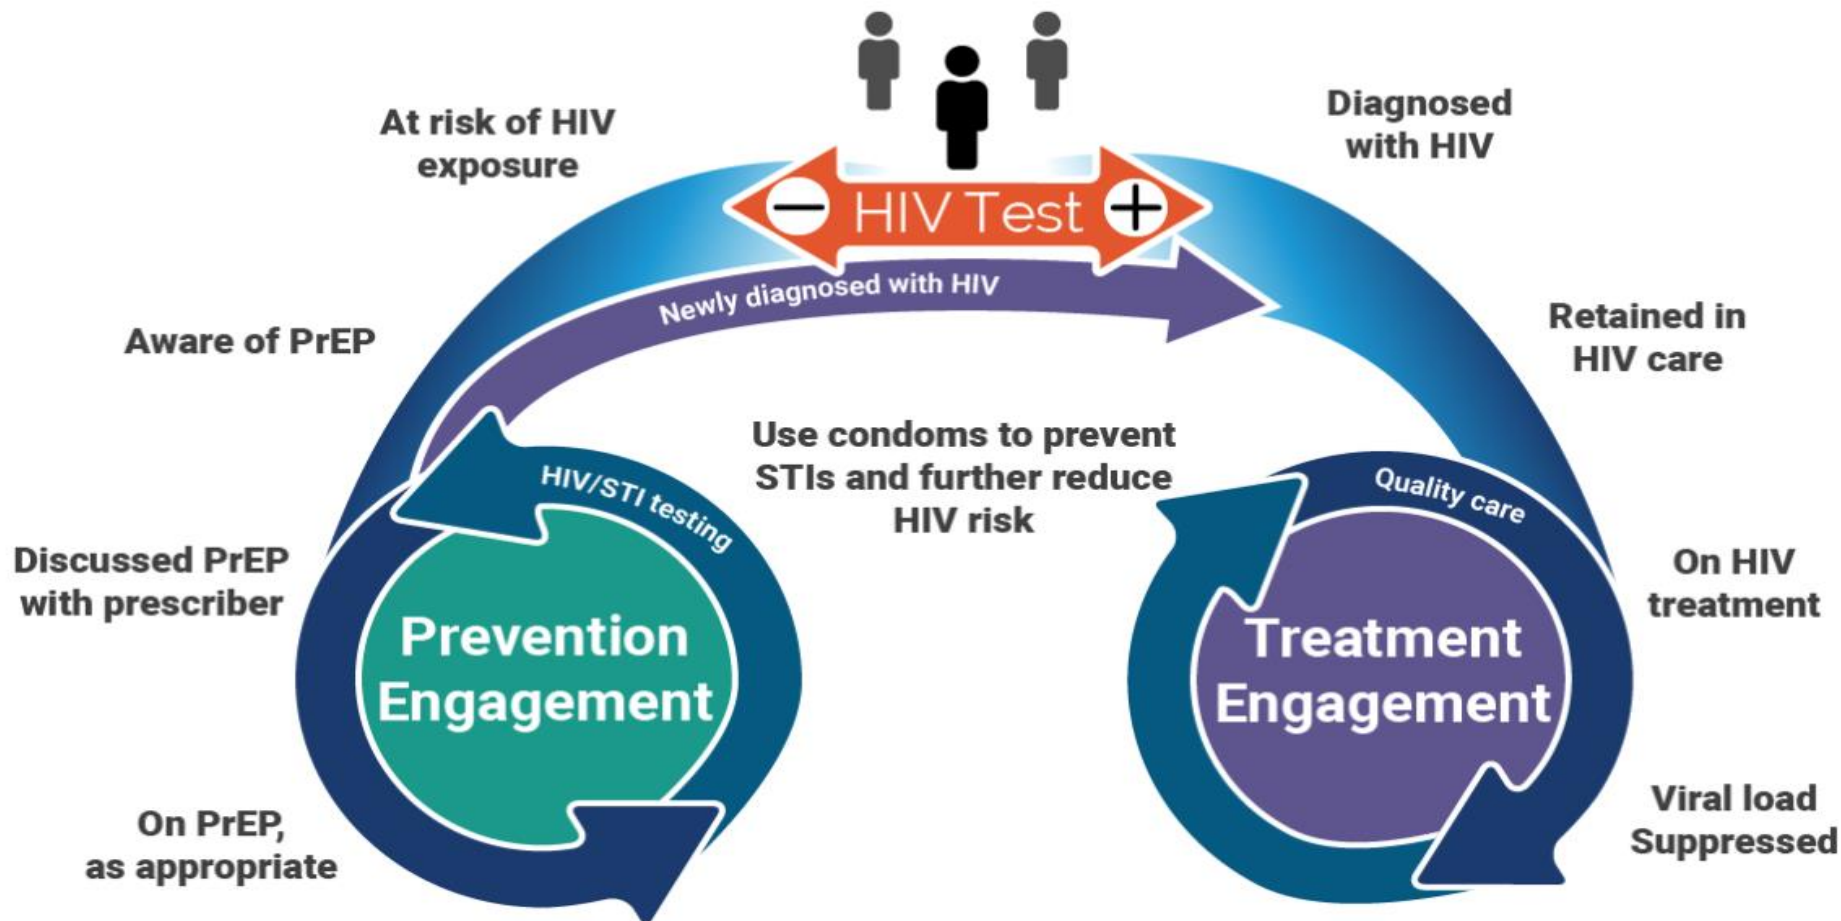 At risk of HIV
exposure
Aware of PrEP
Discussed PrEP
with prescriber
On PrEP,
as appropriate
HIV Test
Newly diagnosed with HIV
HIV/STI testing
Prevention
Engagement
Use condoms to prevent
STIs and further reduce
HIV risk
Quality care
Treatment
Engagement
Diagnosed
with HIV
Retained in
HIV care
On HIV
treatment
Viral load
Suppressed